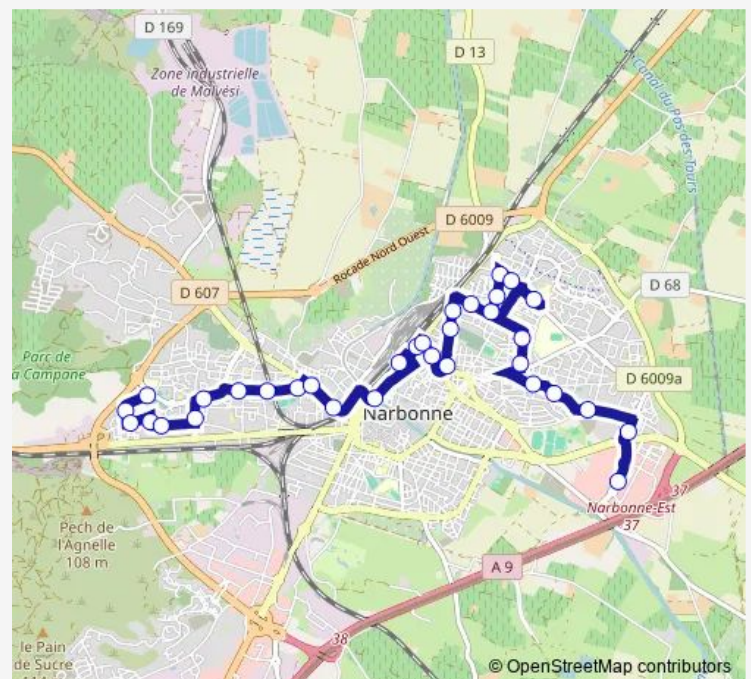 D 169
D 13
Zone industrielle
de Malvési
Canal du Pas des Tours
D 6009
Rocade Nord Ouest
D 607
D 68
Parc de
a Campane
D 6009a
Narbonne
37
Narbonne-Est
37
Pech de
l'Agnelle
108 m
A 9
38
le Pain
de Sucre
© OpenStreetMap contributors